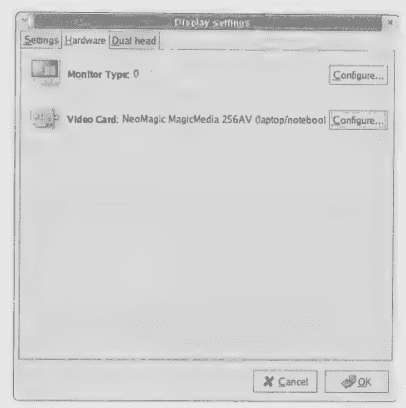 Display settings
Settings Hardware Dual head
Monitor Type: 0
Configure...
Video Card: NeoMagic MagicMedia 256AV (laptop/notebool
Configure...
Cancel
OK